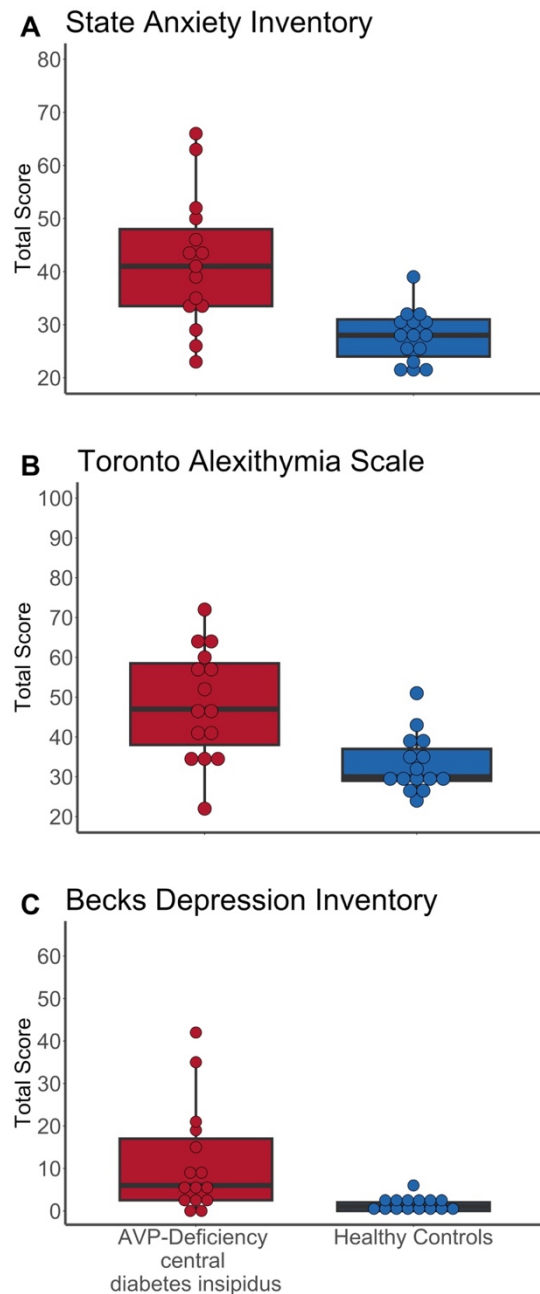 A State Anxiety Inventory
80
70
60
50
40
30
20
Total Score
B Toronto Alexithymia Scale
100
90
80
70
60
50
40
30
20
Total Score
C Becks Depression Inventory
60
50
40
30
20
10
0
Total Score
AVP-Deficiency
central
diabetes insipidus
Healthy Controls